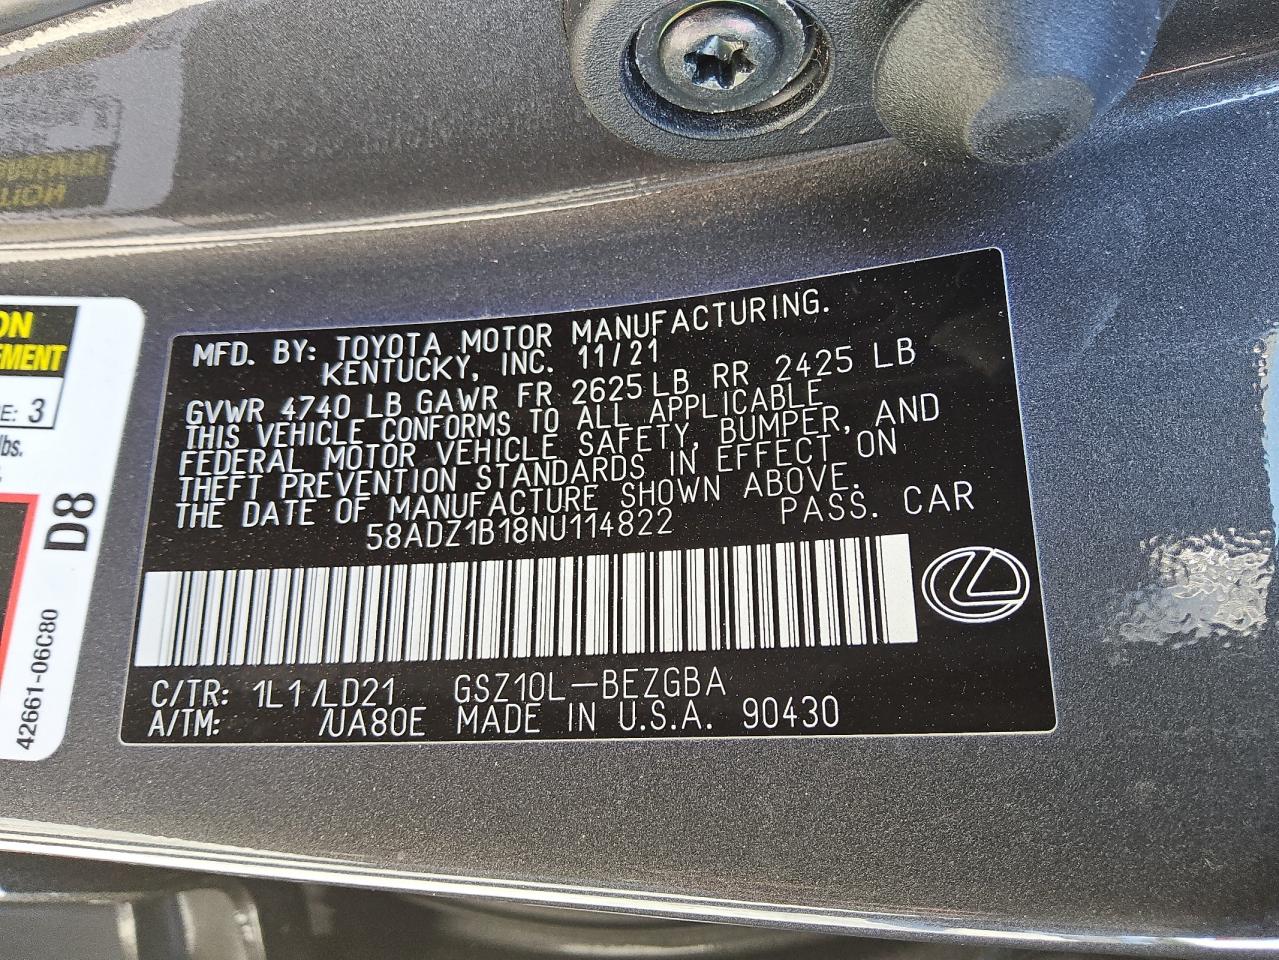 MFD. BY: TOYOTA MOTOR MANUFACTURING.
KENTUCKY, INC. 11/21
GVWR 4740 LB GAWR FR 2625 LB RR 2425 LB
THIS VEHICLE CONFORMS TO ALL APPLICABLE
FEDERAL MOTOR VEHICLE SAFETY, BUMPER, AND
THEFT PREVENTION STANDARDS IN EFFECT ON
THE DATE OF MANUFACTURE SHOWN ABOVE.
58ADZ1B18NU114822 PASS. CAR
C/TR: 1L1/LD21 GSZ10L-BEZGBA
A/TM: /UA80E MADE IN U.S.A. 90430
ON
GMENT
E: 3
lbs.
D8
42661-06C80